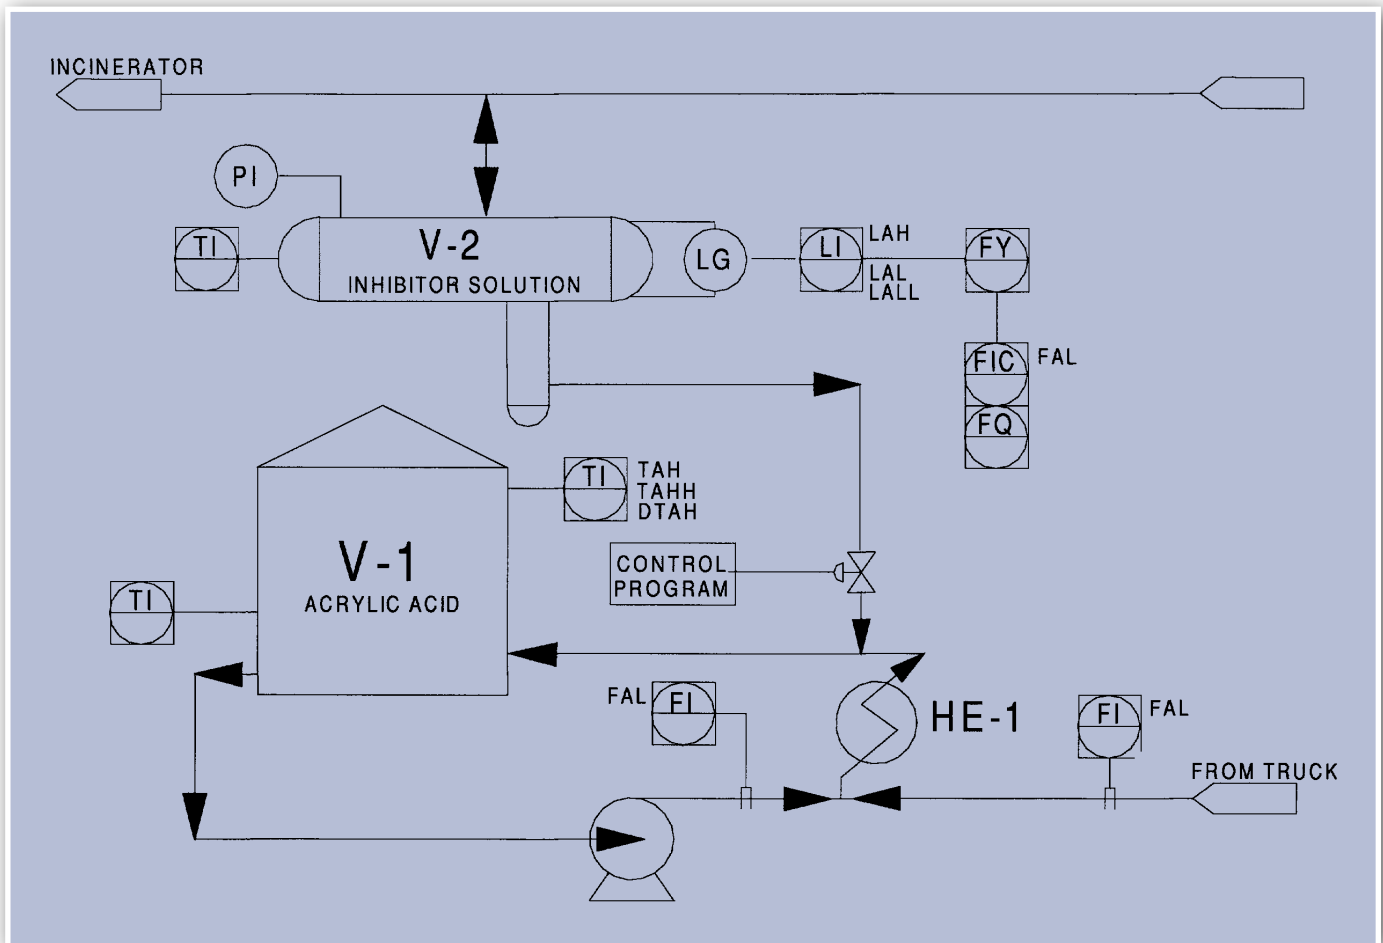 INCINERATOR
PI
TI
V-2
INHIBITOR SOLUTION
LG
LI
LAH
LAL
LALL
FY
FIC
FAL
FQ
TI
TAH
TAHH
DTAH
V-1
ACRYLIC ACID
CONTROL
PROGRAM
TI
FAL
FI
HE-1
FI
FAL
FROM TRUCK